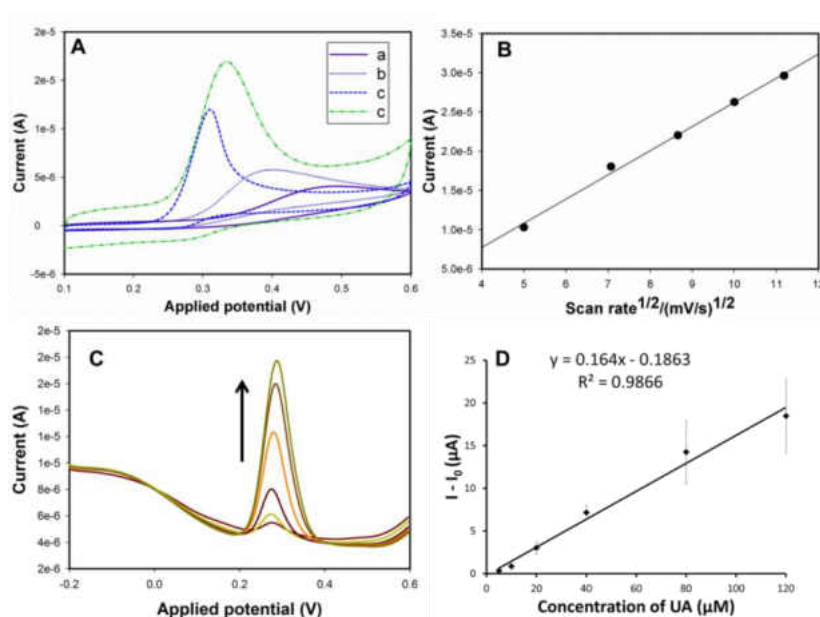 A
a
b
c
c
2e-5
2e-5
1e-5
5e-6
0
-5e-6
Current (A)
0.1 0.2 0.3 0.4 0.5 0.6
Applied potential (V)
B
3.5e-5
3.0e-5
2.5e-5
2.0e-5
1.5e-5
1.0e-5
5.0e-6
Current (A)
4 5 6 7 8 9 10 11 12
Scan rate1/2/(mV/s)1/2
C
2e-5
2e-5
2e-5
1e-5
1e-5
8e-6
6e-6
4e-6
2e-6
Current (A)
-0.2 0.0 0.2 0.4 0.6
Applied potential (V)
D
y = 0.164x - 0.1863
R² = 0.9866
25
20
15
10
5
0
I - I0 (µA)
0 20 40 60 80 100 120
Concentration of UA (µM)